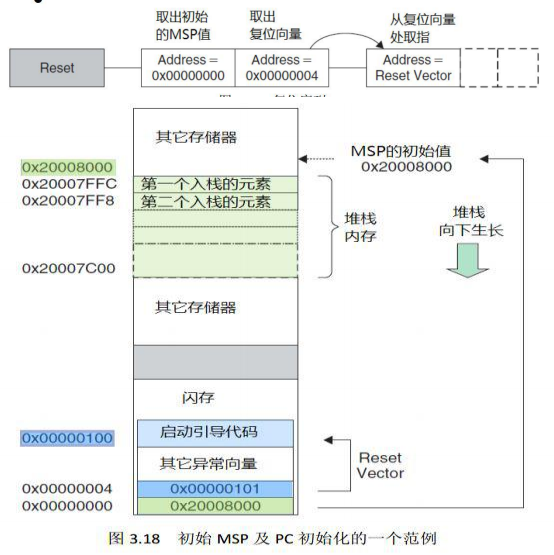 取出初始
的MSP值
取出
复位向量
从复位向量
处取指
Reset
Address =
0x00000000
Address =
0x00000004
Address =
Reset Vector
其它存储器
MSP的初始值
0x20008000
0x20008000
0x20007FFC
第一个入栈的元素
0x20007FF8
第二个入栈的元素
堆栈
内存
堆栈
向下生长
0x20007C00
其它存储器
闪存
0x00000100
启动引导代码
其它异常向量
Reset
Vector
0x00000004
0x00000101
0x00000000
0x20008000
图 3.18 初始 MSP 及 PC 初始化的一个范例